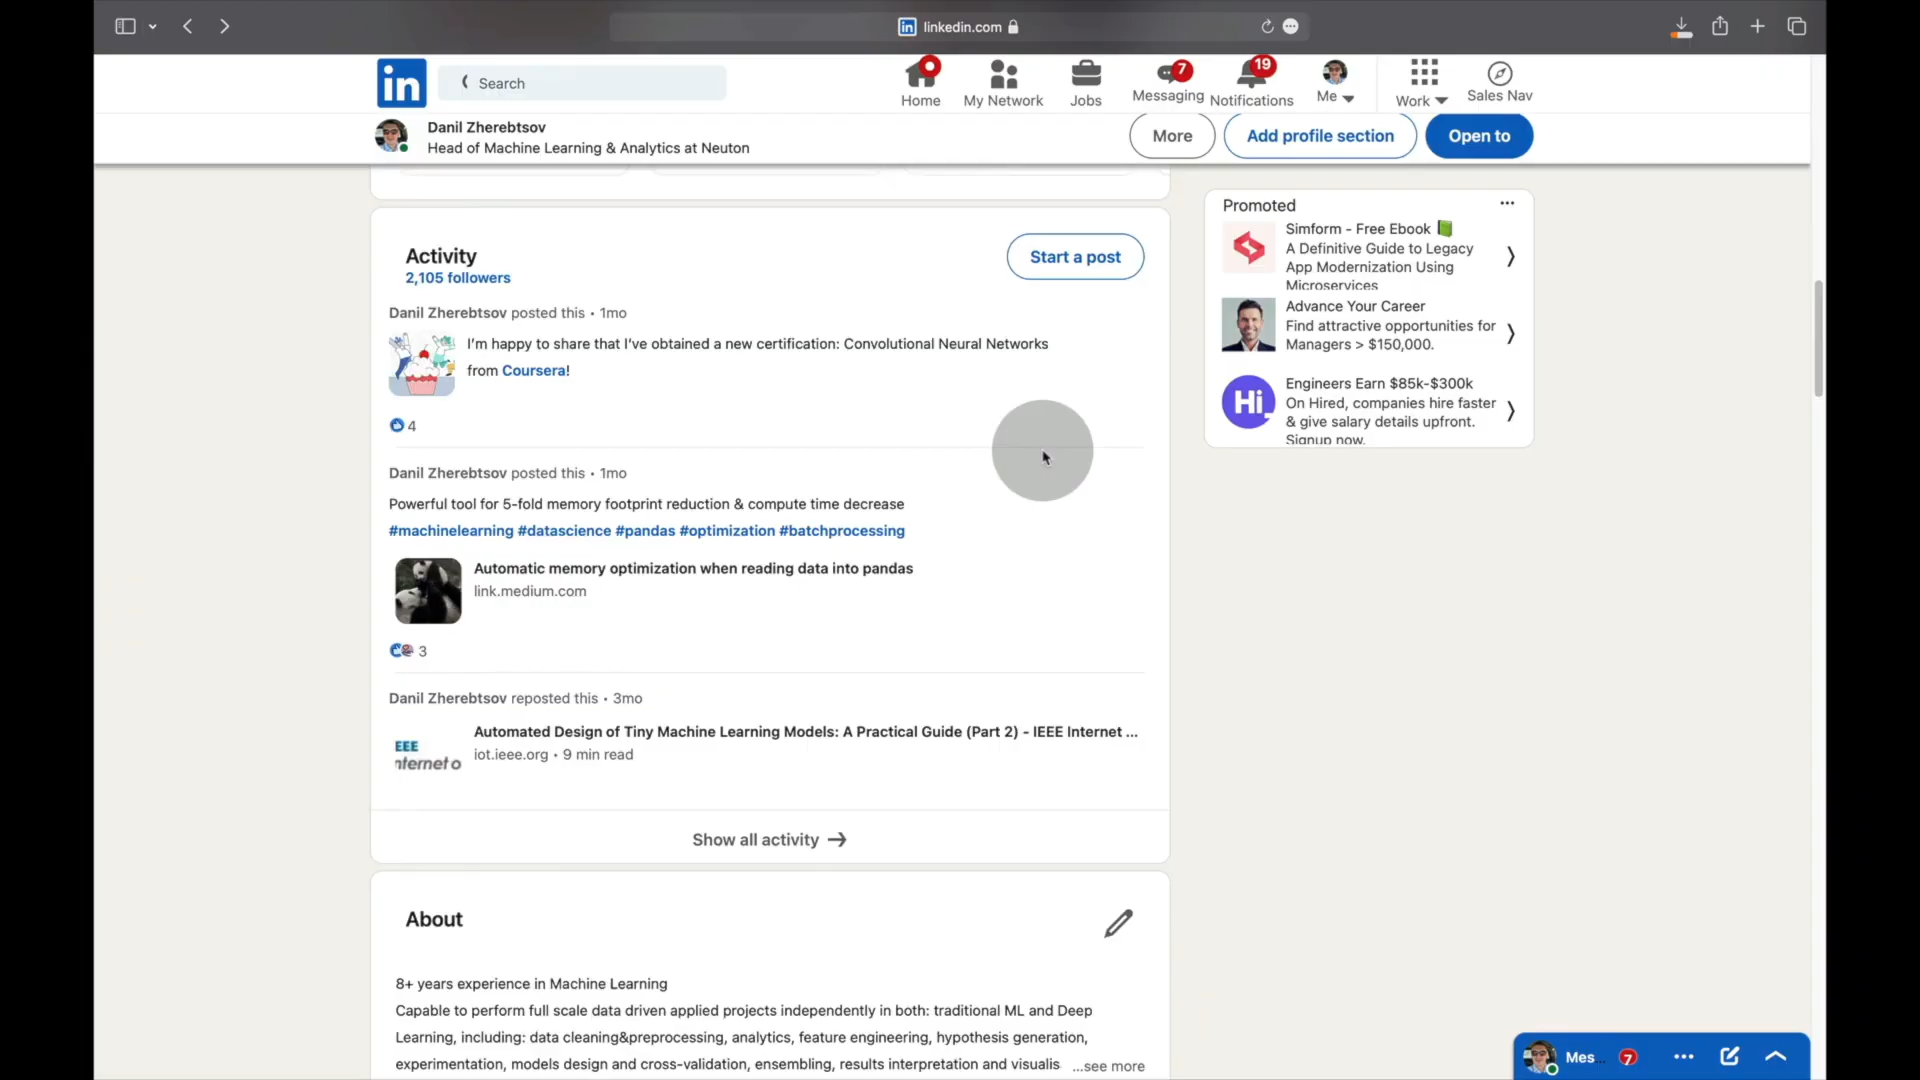 linkedin.com
in
Search
Home
My Network
Jobs
7
Messaging
19
Notifications
Me
Work
Sales Nav
Danil Zherebtsov
Head of Machine Learning & Analytics at Neuton
More
Add profile section
Open to
Activity
2,105 followers
Start a post
Danil Zherebtsov posted this • 1mo
I'm happy to share that I've obtained a new certification: Convolutional Neural Networks
from Coursera!
4
Danil Zherebtsov posted this • 1mo
Powerful tool for 5-fold memory footprint reduction & compute time decrease
#machinelearning #datascience #pandas #optimization #batchprocessing
Automatic memory optimization when reading data into pandas
link.medium.com
3
Danil Zherebtsov reposted this • 3mo
EEE
nterneto
Automated Design of Tiny Machine Learning Models: A Practical Guide (Part 2) - IEEE Internet ...
iot.ieee.org • 9 min read
Show all activity
About
8+ years experience in Machine Learning
Capable to perform full scale data driven applied projects independently in both: traditional ML and Deep
Learning, including: data cleaning&preprocessing, analytics, feature engineering, hypothesis generation,
experimentation, models design and cross-validation, ensembling, results interpretation and visualis ...see more
Promoted
Simform - Free Ebook
A Definitive Guide to Legacy
App Modernization Using
Microservices
Advance Your Career
Find attractive opportunities for
Managers > $150,000.
Hi
Engineers Earn $85k-$300k
On Hired, companies hire faster
& give salary details upfront.
Signup now.
Mes...
7